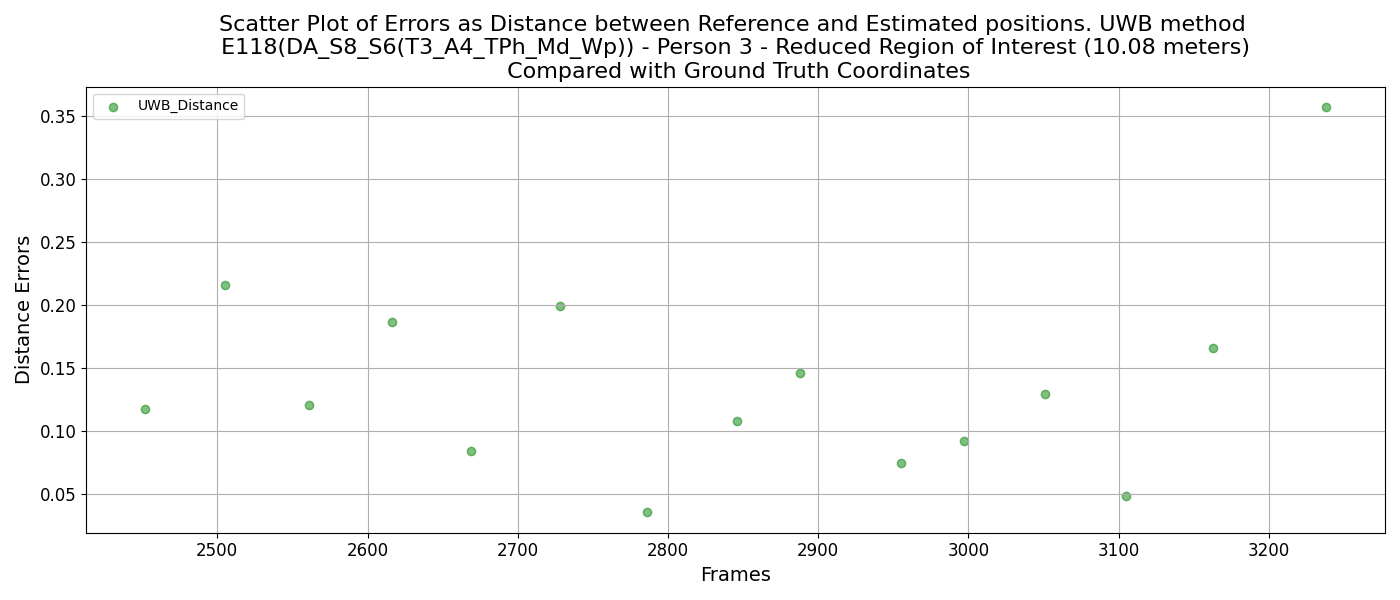 Scatter Plot of Errors as Distance between Reference and Estimated positions. UWB method
E118(DA_S8_S6(T3_A4_TPh_Md_Wp)) - Person 3 - Reduced Region of Interest (10.08 meters)
Compared with Ground Truth Coordinates
UWB_Distance
Distance Errors
0.35
0.30
0.25
0.20
0.15
0.10
0.05
2500 2600 2700 2800 2900 3000 3100 3200
Frames